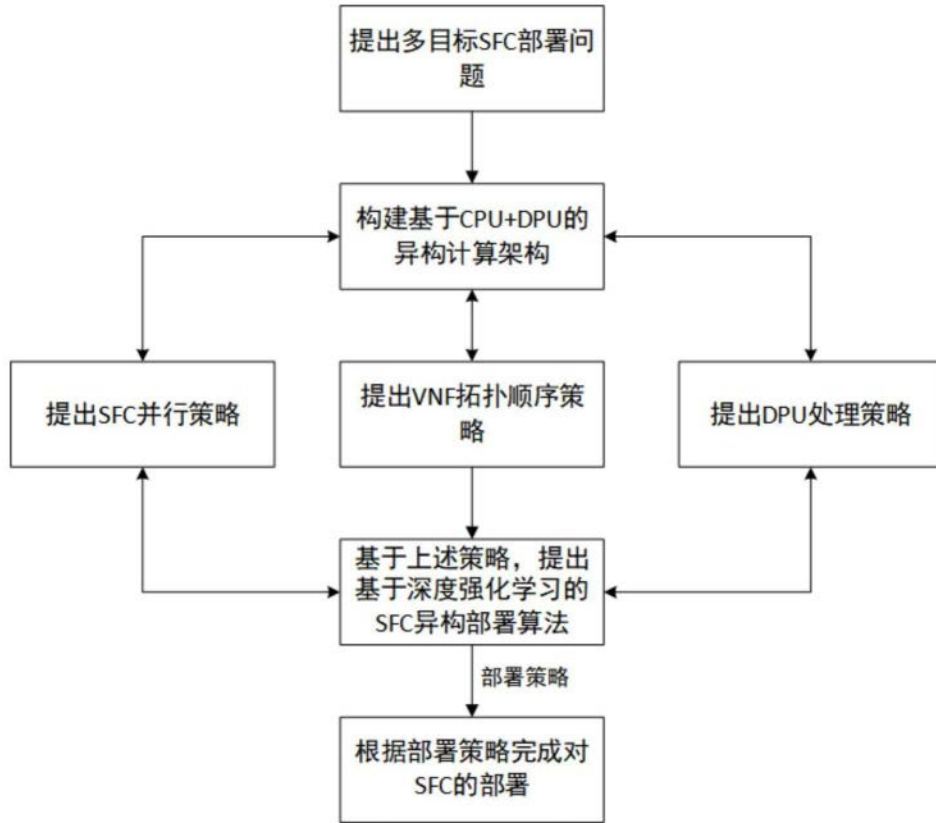 提出多目标SFC部署问
题
构建基于CPU+DPU的
异构计算架构
提出SFC并行策略
提出VNF拓扑顺序策
略
提出DPU处理策略
基于上述策略，提出
基于深度强化学习的
SFC异构部署算法
部署策略
根据部署策略完成对
SFC的部署